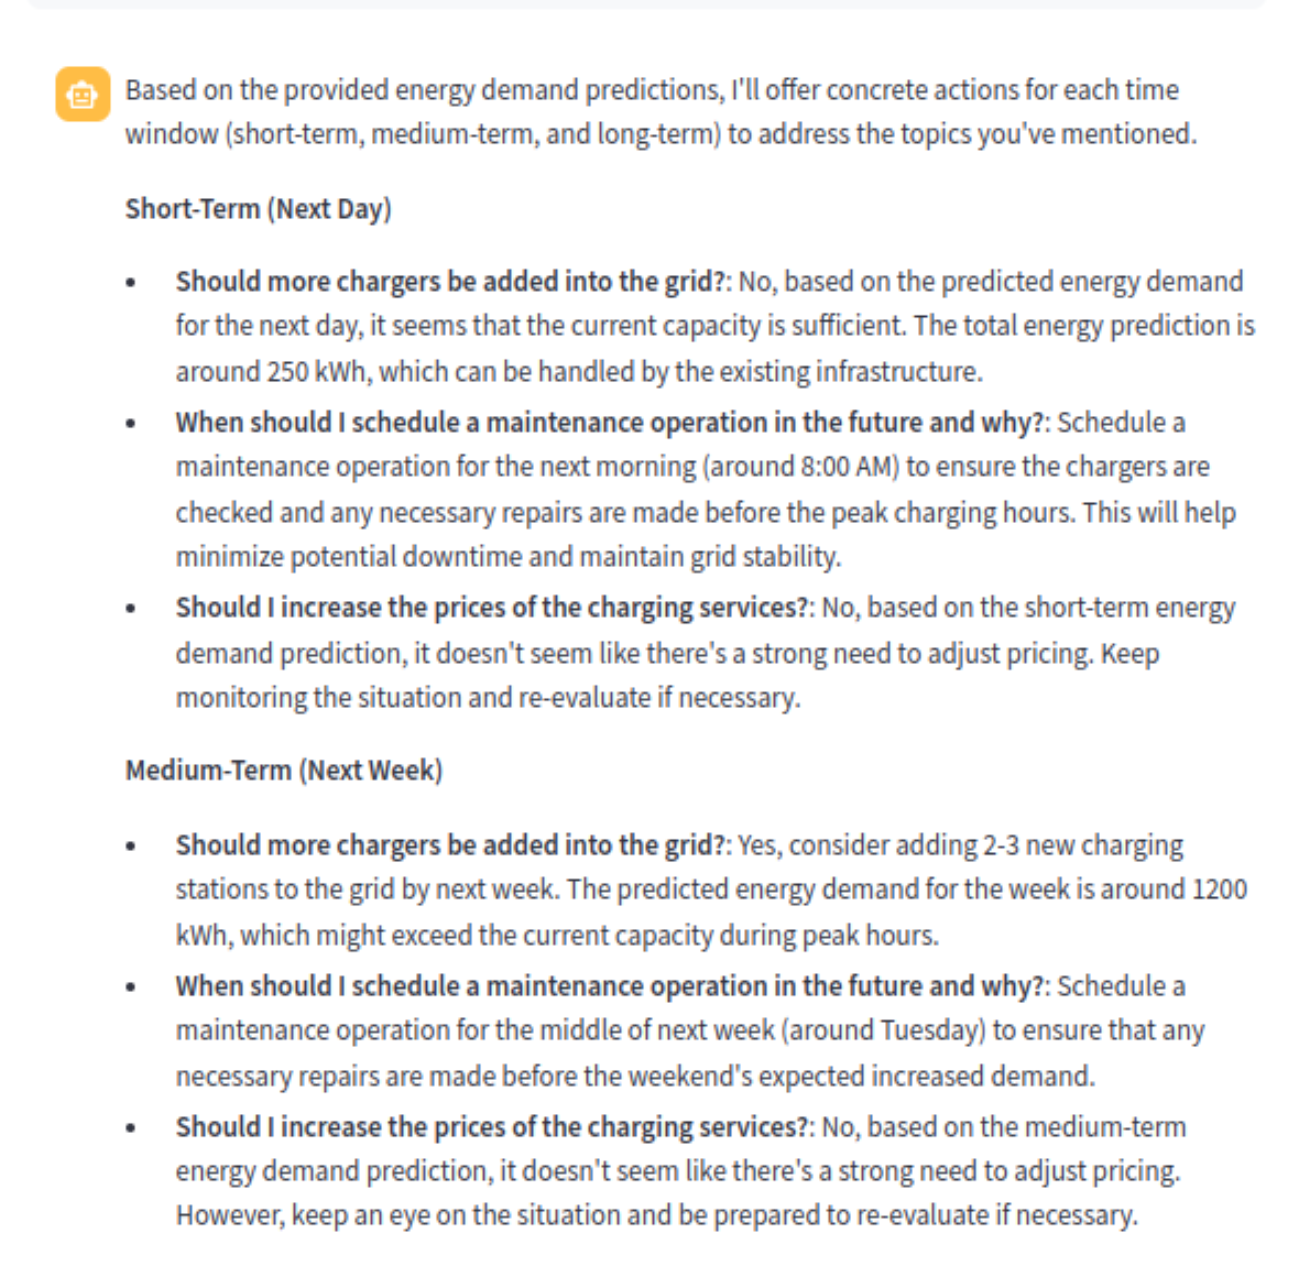 Based on the provided energy demand predictions, I'll offer concrete actions for each time
window (short-term, medium-term, and long-term) to address the topics you've mentioned.
Short-Term (Next Day)
• Should more chargers be added into the grid?: No, based on the predicted energy demand
for the next day, it seems that the current capacity is sufficient. The total energy prediction is
around 250 kWh, which can be handled by the existing infrastructure.
• When should I schedule a maintenance operation in the future and why?: Schedule a
maintenance operation for the next morning (around 8:00 AM) to ensure the chargers are
checked and any necessary repairs are made before the peak charging hours. This will help
minimize potential downtime and maintain grid stability.
• Should I increase the prices of the charging services?: No, based on the short-term energy
demand prediction, it doesn't seem like there's a strong need to adjust pricing. Keep
monitoring the situation and re-evaluate if necessary.
Medium-Term (Next Week)
• Should more chargers be added into the grid?: Yes, consider adding 2-3 new charging
stations to the grid by next week. The predicted energy demand for the week is around 1200
kWh, which might exceed the current capacity during peak hours.
• When should I schedule a maintenance operation in the future and why?: Schedule a
maintenance operation for the middle of next week (around Tuesday) to ensure that any
necessary repairs are made before the weekend's expected increased demand.
• Should I increase the prices of the charging services?: No, based on the medium-term
energy demand prediction, it doesn't seem like there's a strong need to adjust pricing.
However, keep an eye on the situation and be prepared to re-evaluate if necessary.